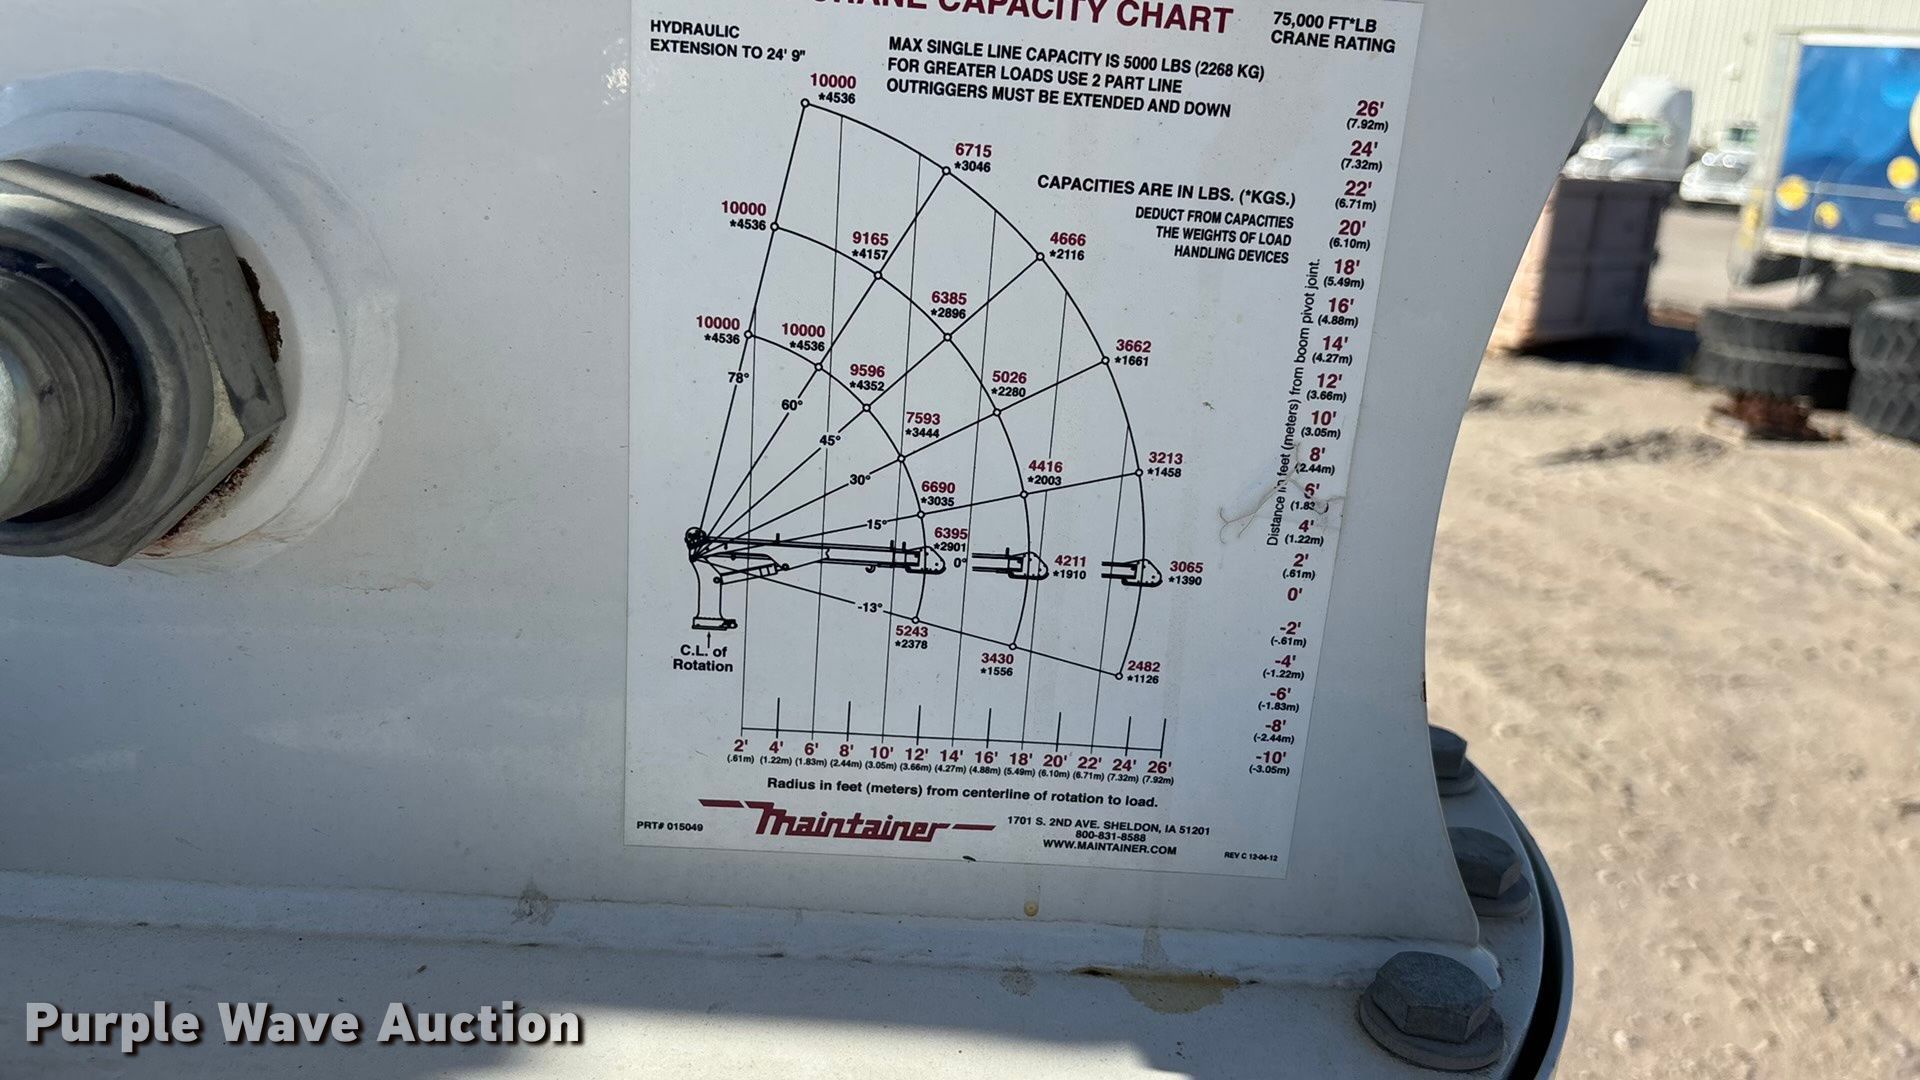 CRANE CAPACITY CHART
75,000 FT*LB
CRANE RATING
HYDRAULIC
EXTENSION TO 24' 9"
MAX SINGLE LINE CAPACITY IS 5000 LBS (2268 KG)
FOR GREATER LOADS USE 2 PART LINE
OUTRIGGERS MUST BE EXTENDED AND DOWN
CAPACITIES ARE IN LBS. (*KGS.)
DEDUCT FROM CAPACITIES
THE WEIGHTS OF LOAD
HANDLING DEVICES
10000
*4536
6715
*3046
10000
*4536
9165
*4157
4666
*2116
6385
*2896
10000
*4536
10000
*4536
3662
*1661
9596
*4352
5026
*2280
7593
*3444
3213
*1458
4416
*2003
6690
*3035
6395
*2901
4211
*1910
3065
*1390
5243
*2378
3430
*1556
2482
*1126
78°
60°
45°
30°
15°
0°
-13°
C.L. of
Rotation
26'
(7.92m)
24'
(7.32m)
22'
(6.71m)
20'
(6.10m)
18'
(5.49m)
16'
(4.88m)
14'
(4.27m)
12'
(3.66m)
10'
(3.05m)
8'
(2.44m)
6'
(1.83
4'
(1.22m)
2'
(.61m)
0'
-2'
(-.61m)
-4'
(-1.22m)
-6'
(-1.83m)
-8'
(-2.44m)
-10'
(-3.05m)
Distance in feet (meters) from boom pivot joint.
2' 4' 6' 8' 10' 12' 14' 16' 18' 20' 22' 24' 26'
(.61m) (1.22m) (1.83m) (2.44m) (3.05m) (3.66m) (4.27m) (4.88m) (5.49m) (6.10m) (6.71m) (7.32m) (7.92m)
Radius in feet (meters) from centerline of rotation to load.
PRT# 015049
Maintainer
1701 S. 2ND AVE. SHELDON, IA 51201
800-831-8588
WWW.MAINTAINER.COM
REV C 12-04-12
Purple Wave Auction